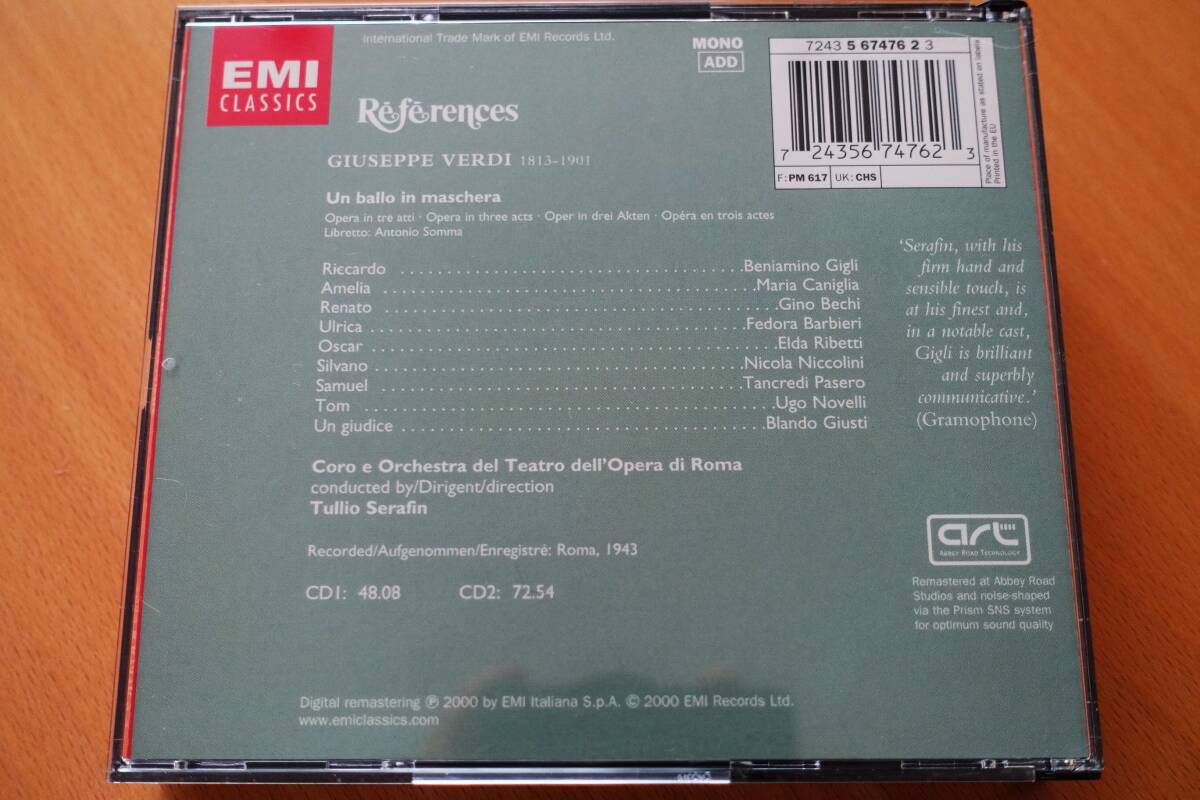 International Trade Mark of EMI Records Ltd.
EMI
CLASSICS
Références
MONO
ADD
7243 5 67476 2 3
7 24356 74762 3
F: PM 617 UK: CHS
Place of manufacture as stated on labels
Printed in the EU
GIUSEPPE VERDI 1813-1901
Un ballo in maschera
Opera in tre atti · Opera in three acts · Oper in drei Akten · Opéra en trois actes
Libretto: Antonio Somma
Riccardo . . . . . . . . . . Beniamino Gigli
Amelia . . . . . . . . . . Maria Caniglia
Renato . . . . . . . . . . Gino Bechi
Ulrica . . . . . . . . . . Fedora Barbieri
Oscar . . . . . . . . . . Elda Ribetti
Silvano . . . . . . . . . . Nicola Niccolini
Samuel . . . . . . . . . . Tancredi Pasero
Tom . . . . . . . . . . Ugo Novelli
Un giudice . . . . . . . . . . Blando Giusti
'Serafin, with his
firm hand and
sensible touch, is
at his finest and,
in a notable cast,
Gigli is brilliant
and superbly
communicative.'
(Gramophone)
Coro e Orchestra del Teatro dell'Opera di Roma
conducted by/Dirigent/direction
Tullio Serafin
Recorded/Aufgenommen/Enregistré: Roma, 1943
CD1: 48.08 CD2: 72.54
art
ABBEY ROAD TECHNOLOGY
Remastered at Abbey Road
Studios and noise-shaped
via the Prism SNS system
for optimum sound quality
Digital remastering ℗ 2000 by EMI Italiana S.p.A. © 2000 EMI Records Ltd.
www.emiclassics.com